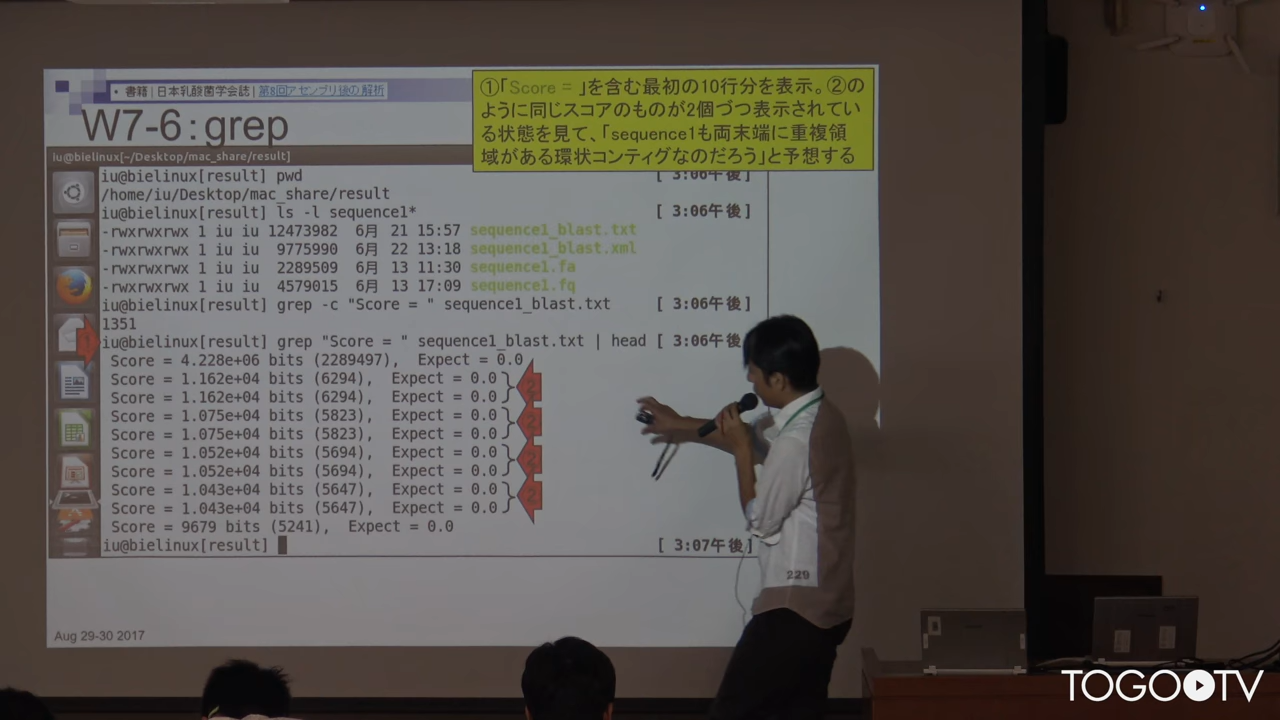 • 書籍 | 日本乳酸菌学会誌 | 第8回アセンブリ後の解析
W7-6：grep
①「Score = 」を含む最初の10行分を表示。②の
ように同じスコアのものが2個づつ表示されてい
る状態を見て、「sequence1も両末端に重複領
域がある環状コンティグなのだろう」と予想する
iu@bielinux[~/Desktop/mac_share/result]
iu@bielinux[result] pwd [ 3:06午後]
/home/iu/Desktop/mac_share/result
iu@bielinux[result] ls -l sequence1* [ 3:06午後]
-rwxrwxrwx 1 iu iu 12473982 6月 21 15:57 sequence1_blast.txt
-rwxrwxrwx 1 iu iu 9775990 6月 22 13:18 sequence1_blast.xml
-rwxrwxrwx 1 iu iu 2289509 6月 13 11:30 sequence1.fa
-rwxrwxrwx 1 iu iu 4579015 6月 13 17:09 sequence1.fq
iu@bielinux[result] grep -c "Score = " sequence1_blast.txt [ 3:06午後]
1351
iu@bielinux[result] grep "Score = " sequence1_blast.txt | head [ 3:06午後]
①
Score = 4.228e+06 bits (2289497), Expect = 0.0
Score = 1.162e+04 bits (6294), Expect = 0.0
②
Score = 1.162e+04 bits (6294), Expect = 0.0
Score = 1.075e+04 bits (5823), Expect = 0.0
②
Score = 1.075e+04 bits (5823), Expect = 0.0
Score = 1.052e+04 bits (5694), Expect = 0.0
②
Score = 1.052e+04 bits (5694), Expect = 0.0
Score = 1.043e+04 bits (5647), Expect = 0.0
②
Score = 1.043e+04 bits (5647), Expect = 0.0
Score = 9679 bits (5241), Expect = 0.0
iu@bielinux[result] [ 3:07午後]
229
Aug 29-30 2017
TOGO TV